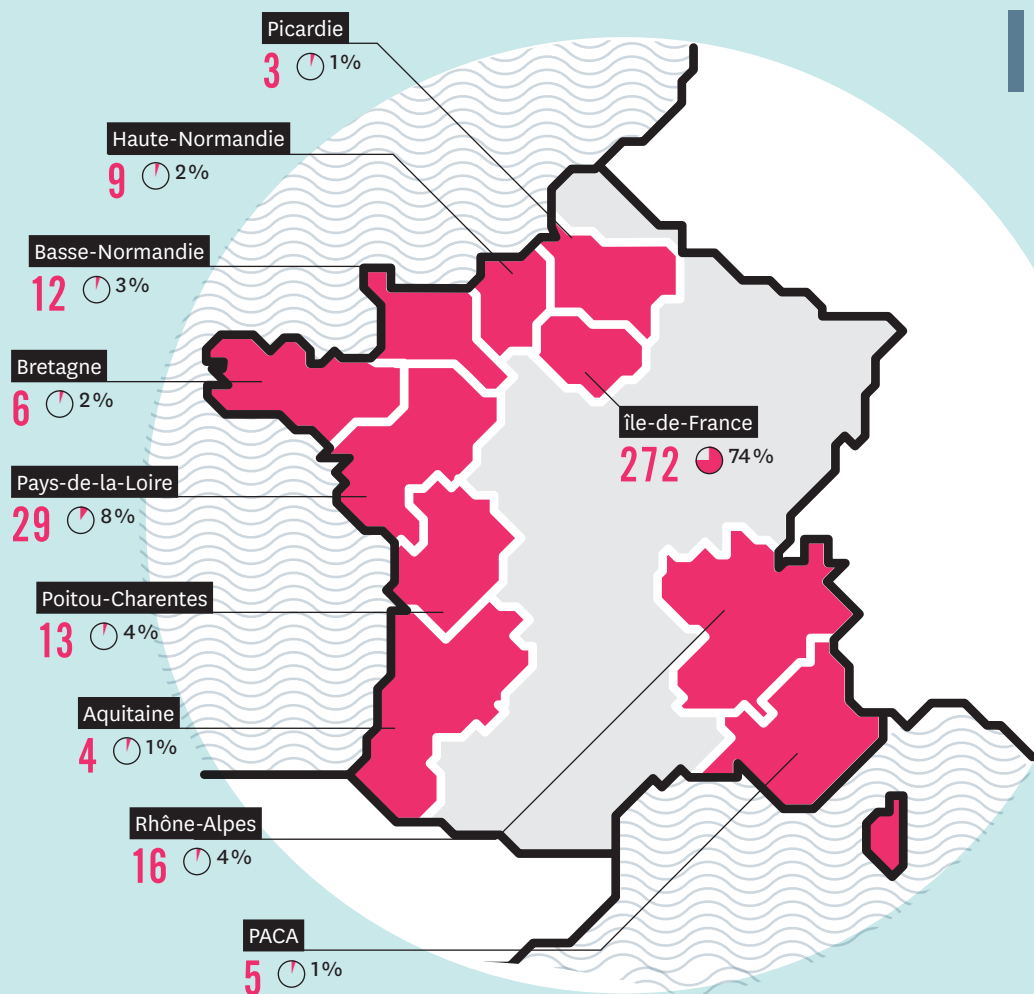 Picardie
3 1%
Haute-Normandie
9 2%
Basse-Normandie
12 3%
Bretagne
6 2%
île-de-France
272 74%
Pays-de-la-Loire
29 8%
Poitou-Charentes
13 4%
Aquitaine
4 1%
Rhône-Alpes
16 4%
PACA
5 1%